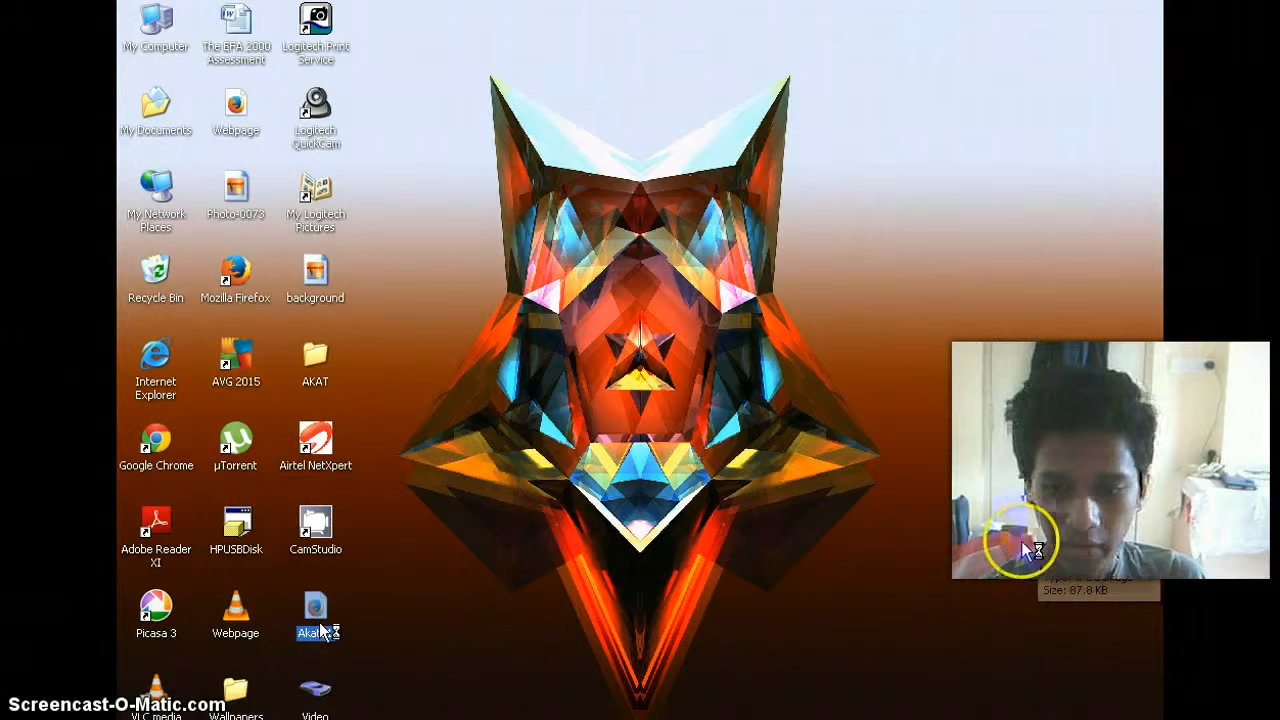 My Computer
The EFA 2000
Assessment
Logitech Print
Service
My Documents
Webpage
Logitech
QuickCam
My Network
Places
Photo-0073
My Logitech
Pictures
Recycle Bin
Mozilla Firefox
background
Internet
Explorer
AVG 2015
AKAT
Google Chrome
µTorrent
Airtel NetXpert
Adobe Reader
XI
HPUSBDisk
CamStudio
Picasa 3
Webpage
VLC media
Wallpapers
Video
Size: 87.8 KB
Screencast-O-Matic.com